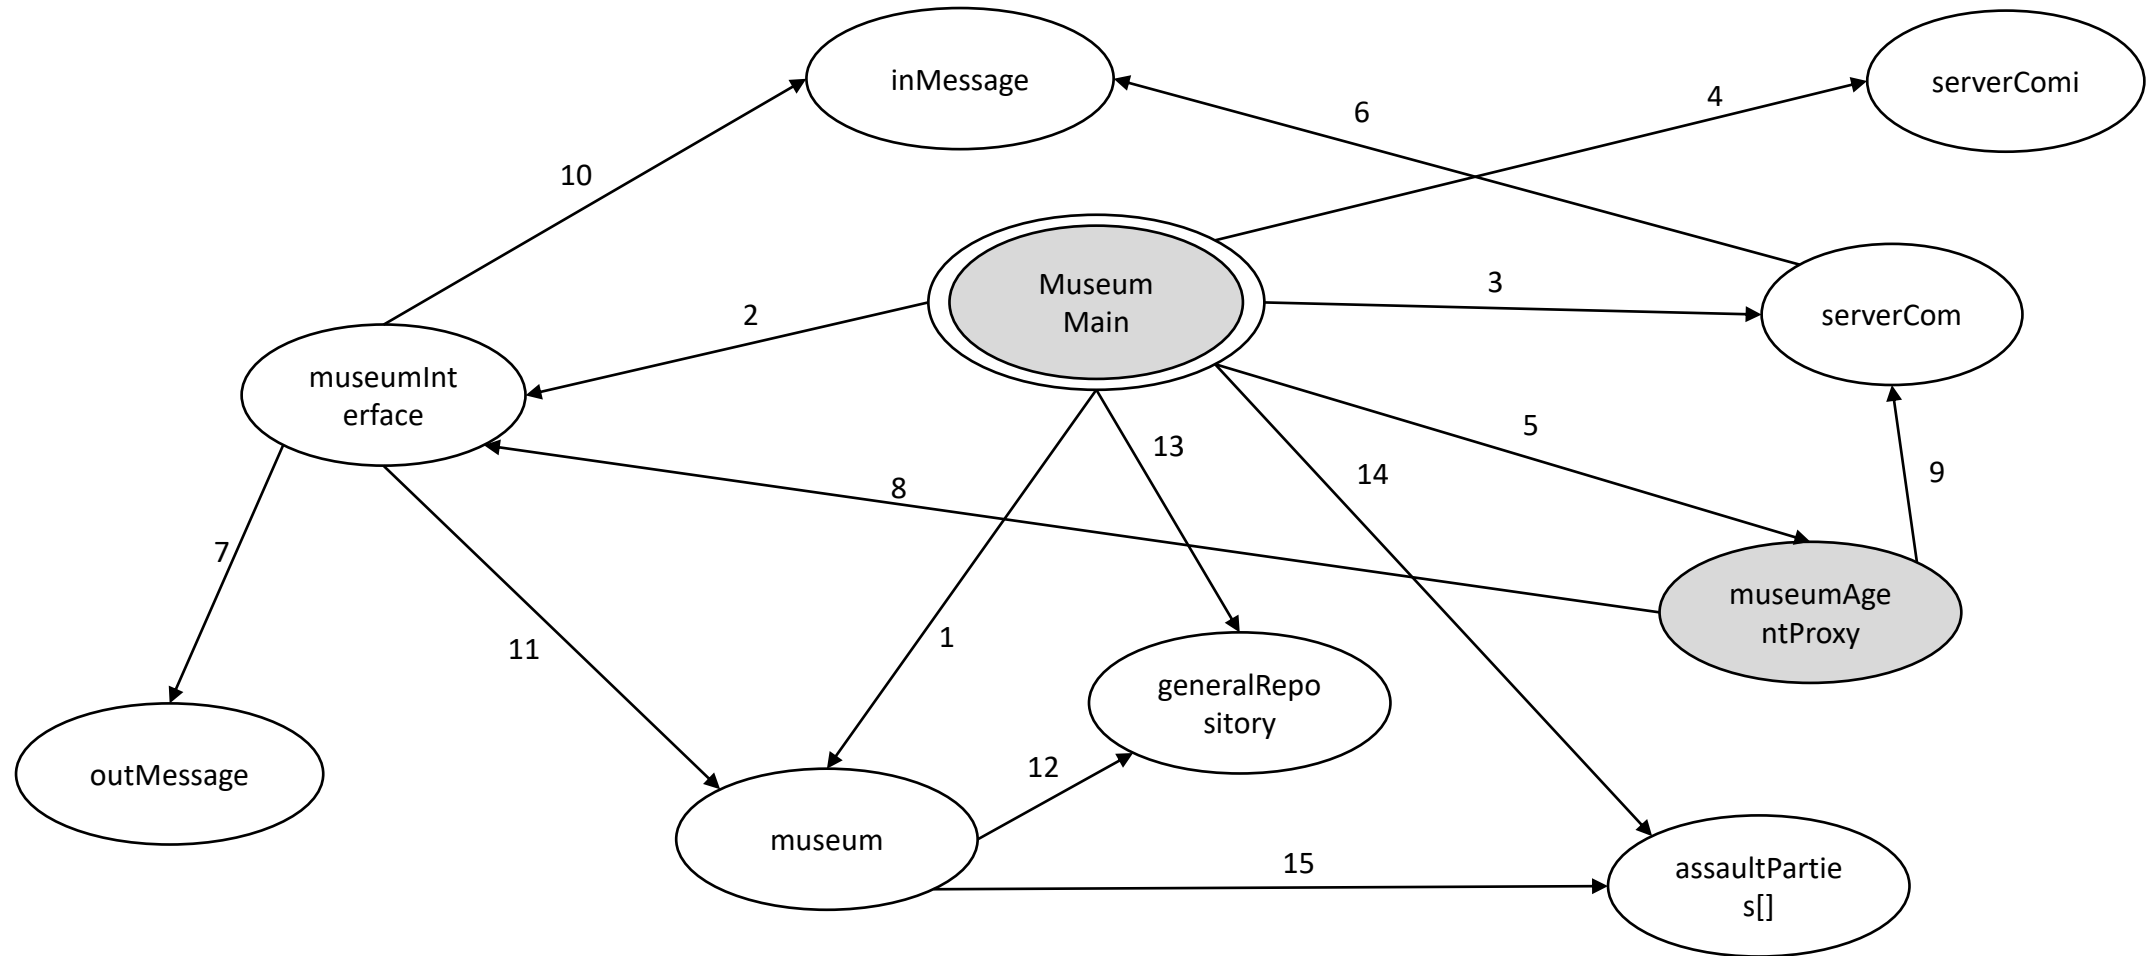 inMessage
serverComi
4
6
10
Museum
Main
3
2
serverCom
museumInt
erface
5
13
14
9
8
7
museumAge
ntProxy
1
11
generalRepo
sitory
12
outMessage
museum
15
assaultPartie
s[]